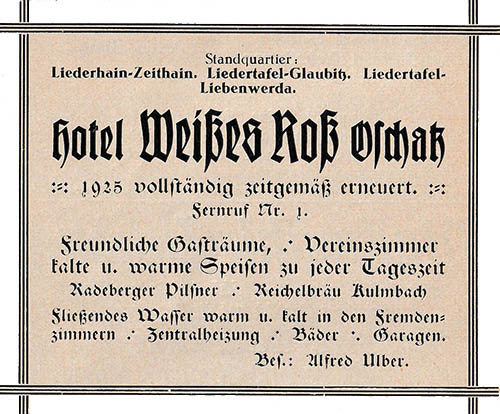 Standquartier:
Liederhain-Zeithain. Liedertafel-Glaubitz. Liedertafel-
Liebenwerda.
Hotel Weißes Roß Oschatz
:-: 1925 vollständig zeitgemäß erneuert. :-:
Fernruf Nr. 1.
Freundliche Gasträume, .·. Vereinszimmer
kalte u. warme Speisen zu jeder Tageszeit
Radeberger Pilsner .·. Reichelbräu Kulmbach
Fließendes Wasser warm u. kalt in den Fremden-
zimmern .·. Zentralheizung .·. Bäder .·. Garagen.
Bes.: Alfred Ulber.